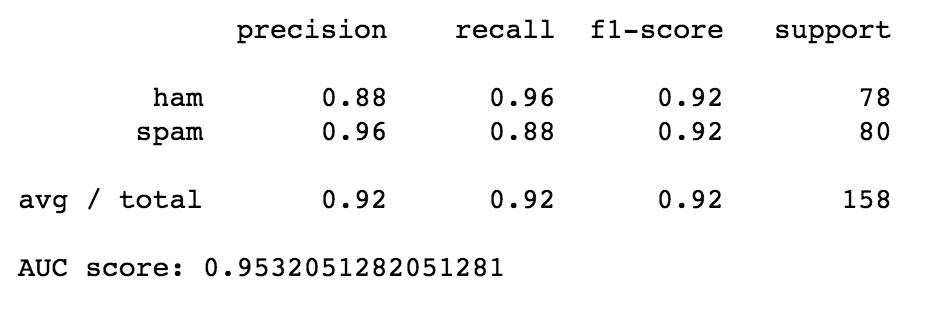 precision recall f1-score support
ham 0.88 0.96 0.92 78
spam 0.96 0.88 0.92 80
avg / total 0.92 0.92 0.92 158
AUC score: 0.9532051282051281